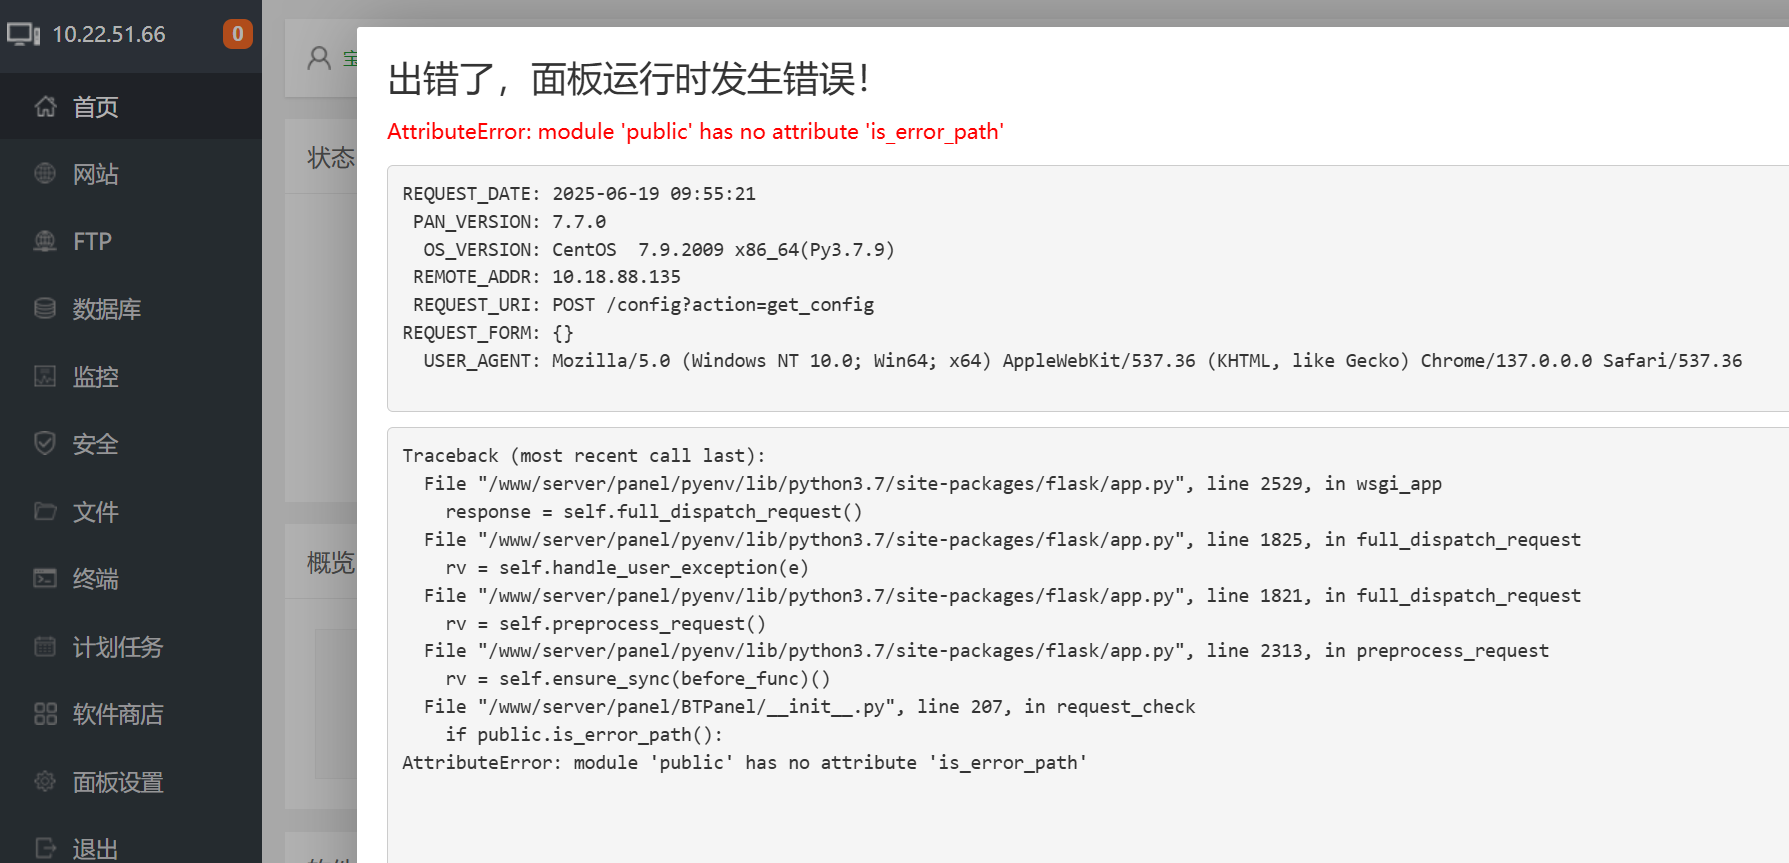 10.22.51.66
0
首页
网站
FTP
数据库
监控
安全
文件
终端
计划任务
软件商店
面板设置
退出
状态
概览
出错了，面板运行时发生错误！
AttributeError: module 'public' has no attribute 'is_error_path'
REQUEST_DATE: 2025-06-19 09:55:21
PAN_VERSION: 7.7.0
OS_VERSION: CentOS  7.9.2009 x86_64(Py3.7.9)
REMOTE_ADDR: 10.18.88.135
REQUEST_URI: POST /config?action=get_config
REQUEST_FORM: {}
USER_AGENT: Mozilla/5.0 (Windows NT 10.0; Win64; x64) AppleWebKit/537.36 (KHTML, like Gecko) Chrome/137.0.0.0 Safari/537.36
Traceback (most recent call last):
File "/www/server/panel/pyenv/lib/python3.7/site-packages/flask/app.py", line 2529, in wsgi_app
response = self.full_dispatch_request()
File "/www/server/panel/pyenv/lib/python3.7/site-packages/flask/app.py", line 1825, in full_dispatch_request
rv = self.handle_user_exception(e)
File "/www/server/panel/pyenv/lib/python3.7/site-packages/flask/app.py", line 1821, in full_dispatch_request
rv = self.preprocess_request()
File "/www/server/panel/pyenv/lib/python3.7/site-packages/flask/app.py", line 2313, in preprocess_request
rv = self.ensure_sync(before_func)()
File "/www/server/panel/BTPanel/__init__.py", line 207, in request_check
if public.is_error_path():
AttributeError: module 'public' has no attribute 'is_error_path'